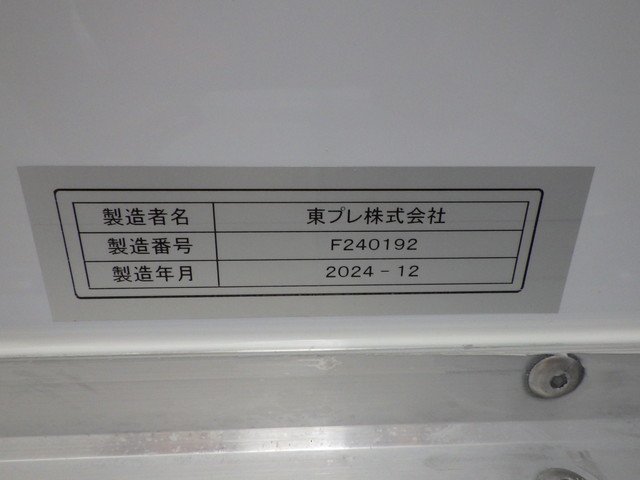 製造者名 東プレ株式会社
製造番号 F240192
製造年月 2024-12